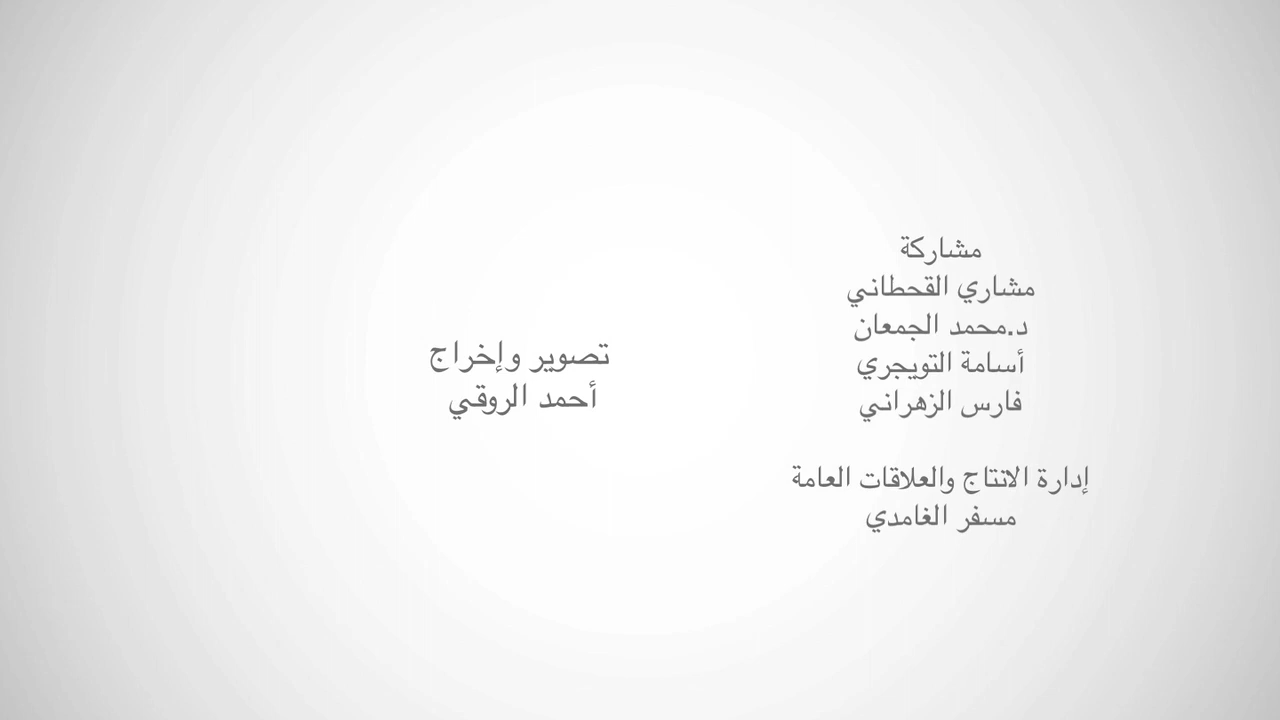 مشاركة
مشاري القحطاني
د.محمد الجمعان
أسامة التويجري
فارس الزهراني
إدارة الانتاج والعلاقات العامة
مسفر الغامدي
تصوير وإخراج
أحمد الروقي